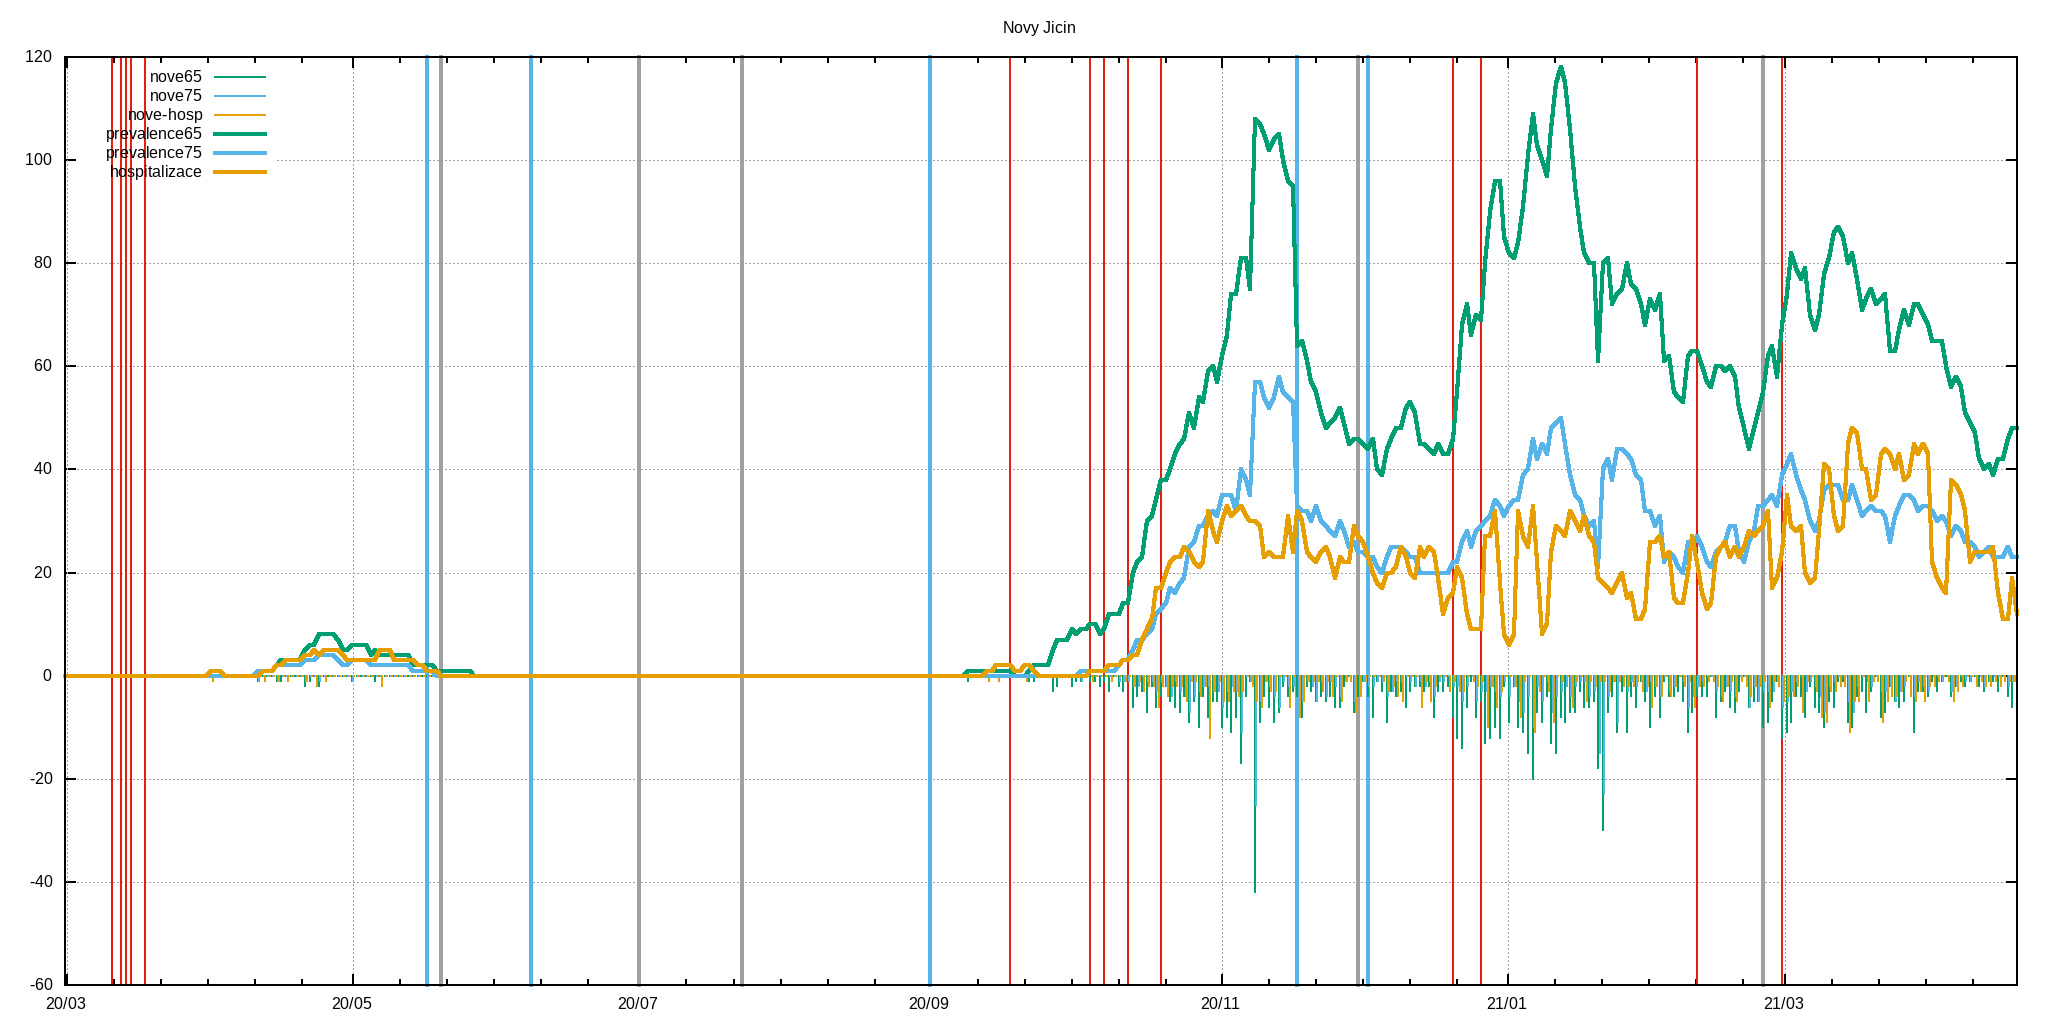 Novy Jicin
120
100
80
60
40
20
0
-20
-40
-60
nove65
nove75
nove-hosp
prevalence65
prevalence75
hospitalizace
20/03 20/05 20/07 20/09 20/11 21/01 21/03